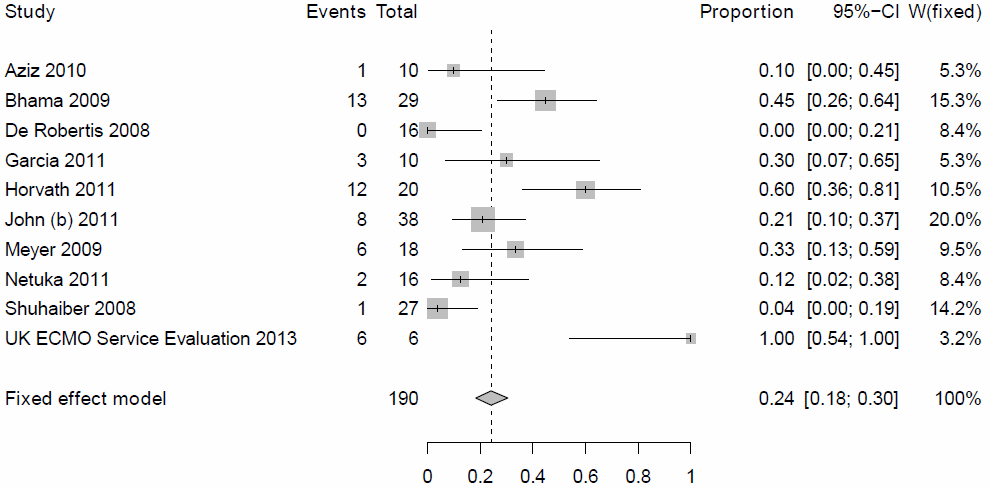 Study Events Total Proportion 95%−CI W(fixed)
Aziz 2010 1 10 0.10 [0.00; 0.45] 5.3%
Bhama 2009 13 29 0.45 [0.26; 0.64] 15.3%
De Robertis 2008 0 16 0.00 [0.00; 0.21] 8.4%
Garcia 2011 3 10 0.30 [0.07; 0.65] 5.3%
Horvath 2011 12 20 0.60 [0.36; 0.81] 10.5%
John (b) 2011 8 38 0.21 [0.10; 0.37] 20.0%
Meyer 2009 6 18 0.33 [0.13; 0.59] 9.5%
Netuka 2011 2 16 0.12 [0.02; 0.38] 8.4%
Shuhaiber 2008 1 27 0.04 [0.00; 0.19] 14.2%
UK ECMO Service Evaluation 2013 6 6 1.00 [0.54; 1.00] 3.2%
Fixed effect model 190 0.24 [0.18; 0.30] 100%
0 0.2 0.4 0.6 0.8 1